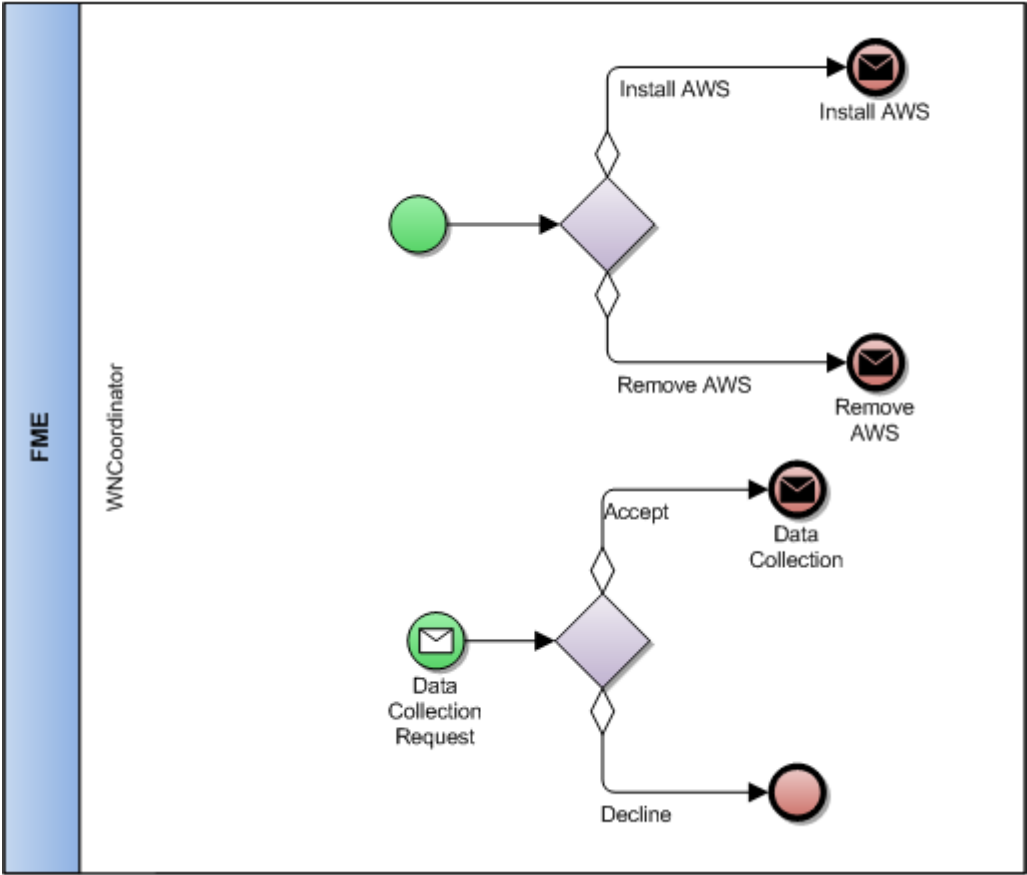 FME
WNCoordinator
Install AWS
Install AWS
Remove AWS
Remove
AWS
Accept
Data
Collection
Data
Collection
Request
Decline